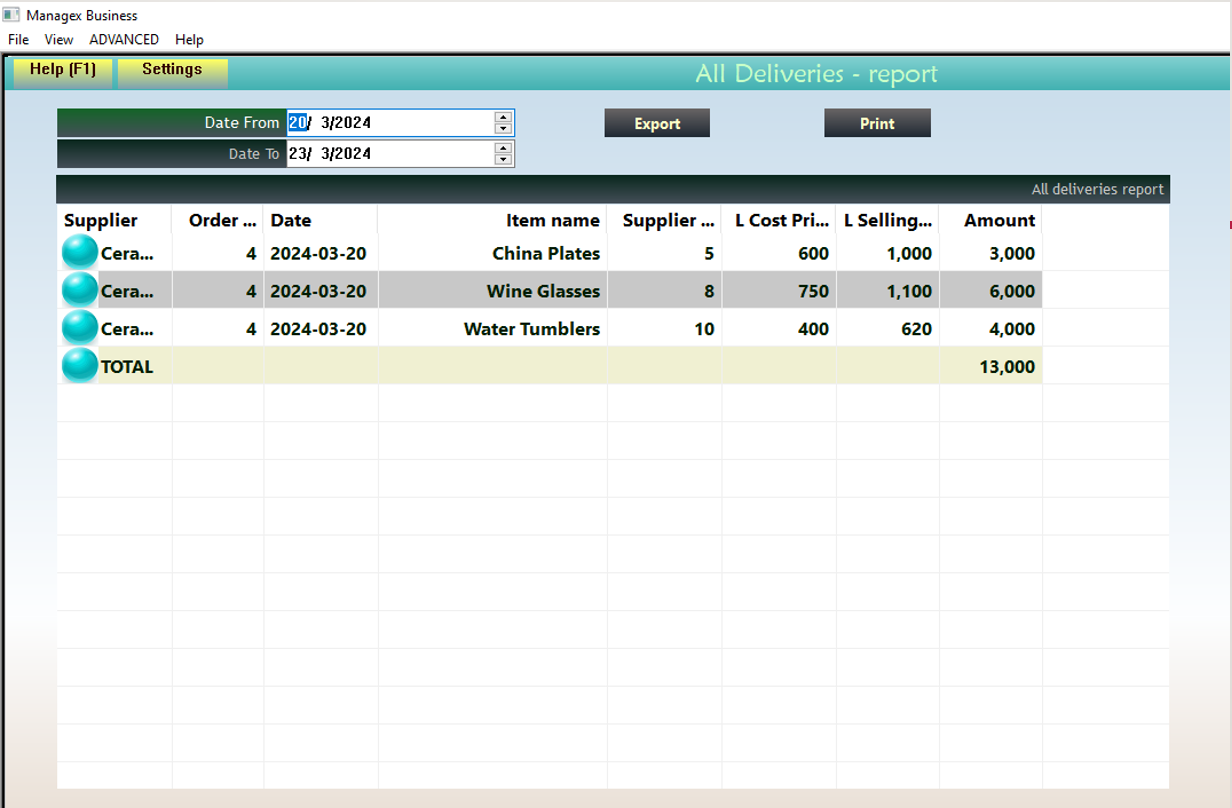 Managex Business
File View ADVANCED Help
Help (F1) Settings All Deliveries - report
Date From 20/ 3/2024 Export Print
Date To 23/ 3/2024
All deliveries report
Supplier Order ... Date Item name Supplier ... L Cost Pri... L Selling... Amount
Cera... 4 2024-03-20 China Plates 5 600 1,000 3,000
Cera... 4 2024-03-20 Wine Glasses 8 750 1,100 6,000
Cera... 4 2024-03-20 Water Tumblers 10 400 620 4,000
TOTAL 13,000